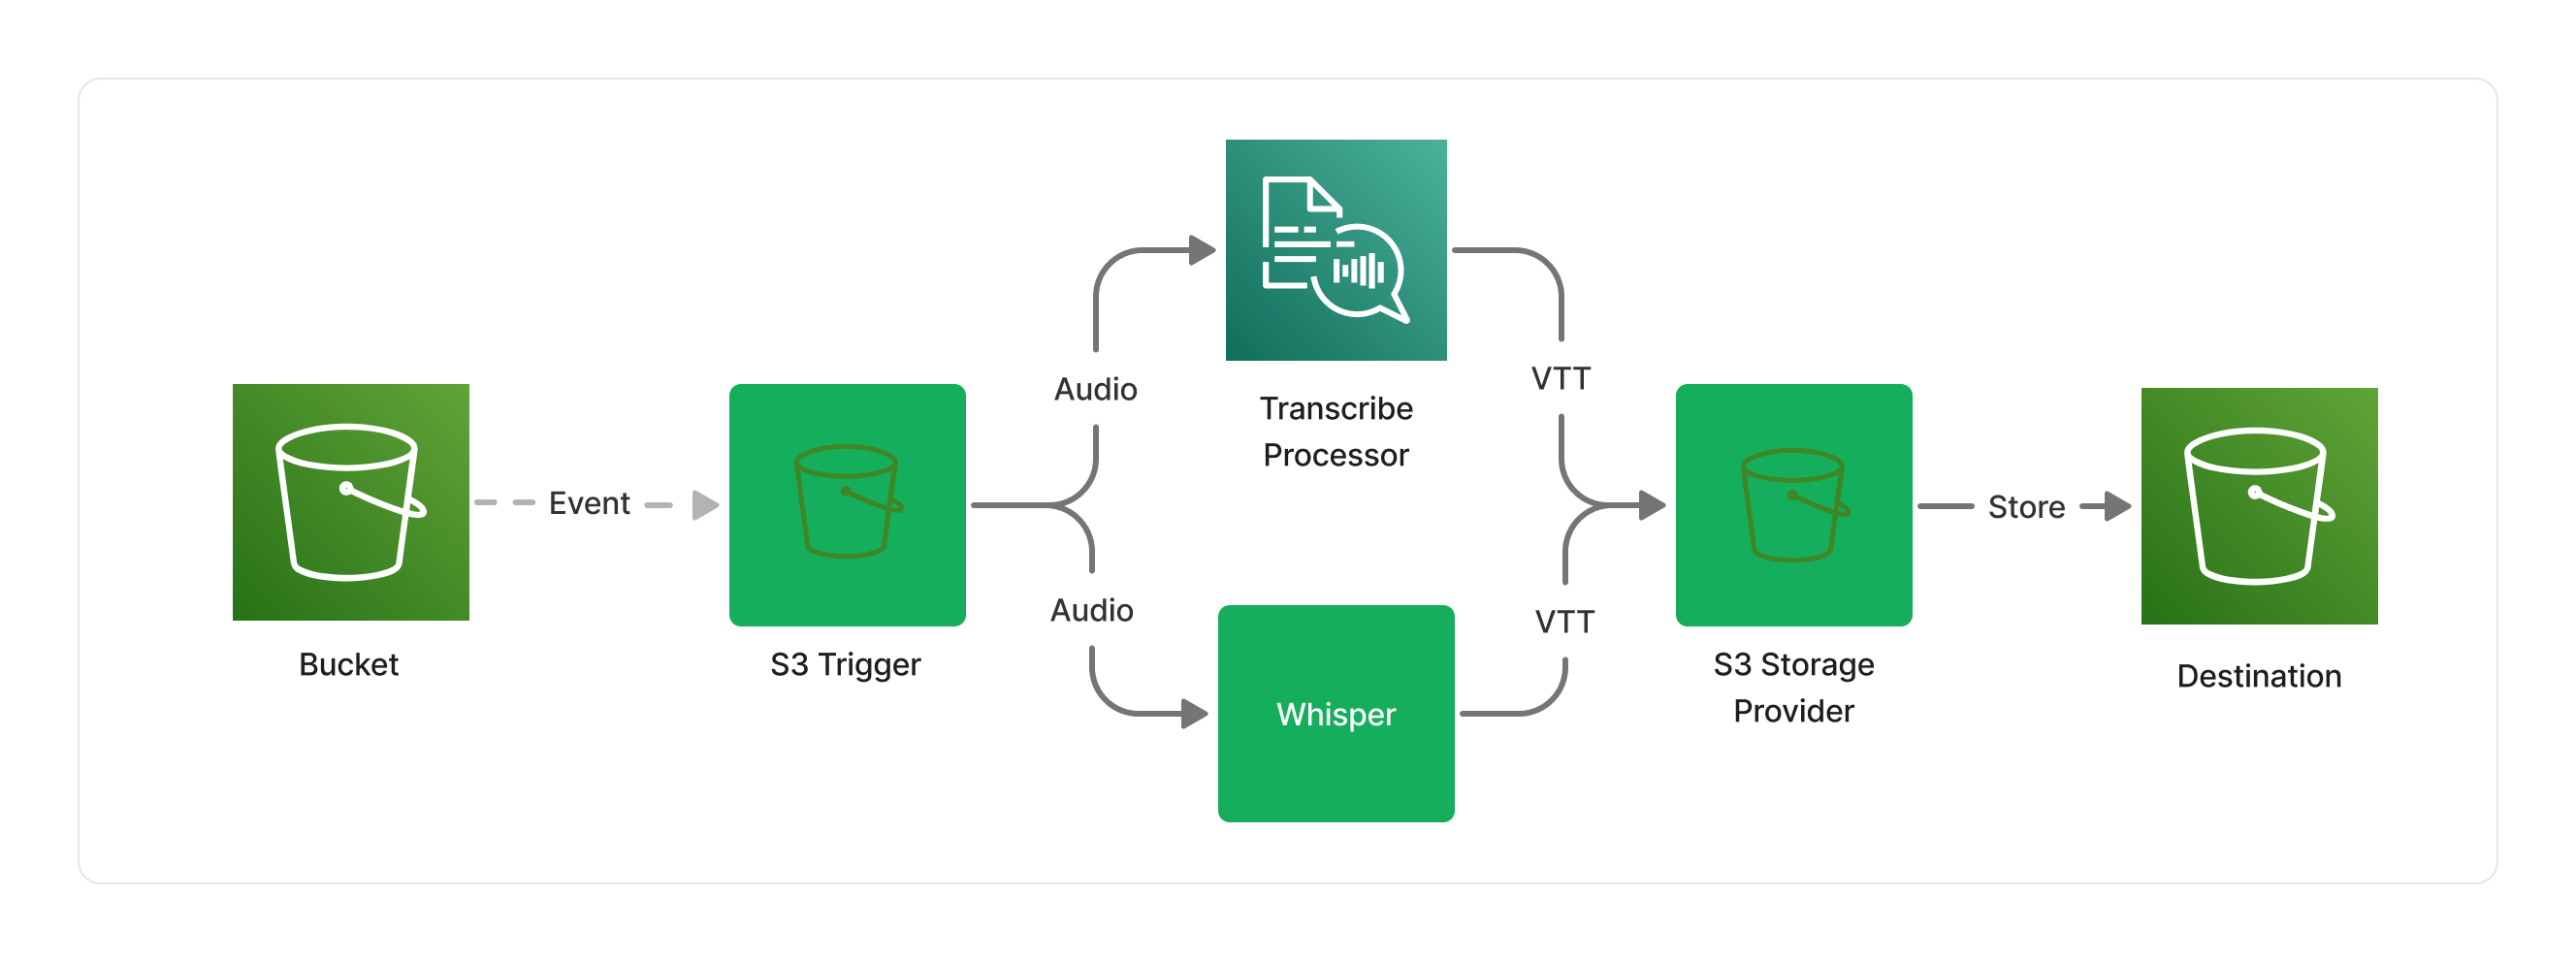 Bucket
Event
S3 Trigger
Audio
Audio
Transcribe
Processor
Whisper
VTT
VTT
S3 Storage
Provider
Store
Destination